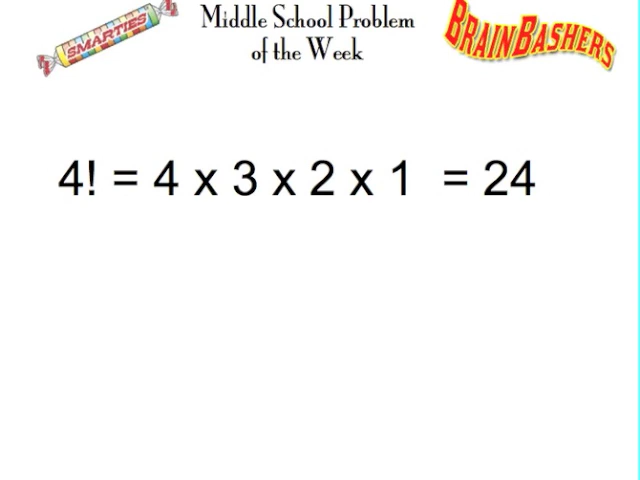 SMARTIES
Middle School Problem
of the Week
BRAINBASHERS
4! = 4 x 3 x 2 x 1 = 24